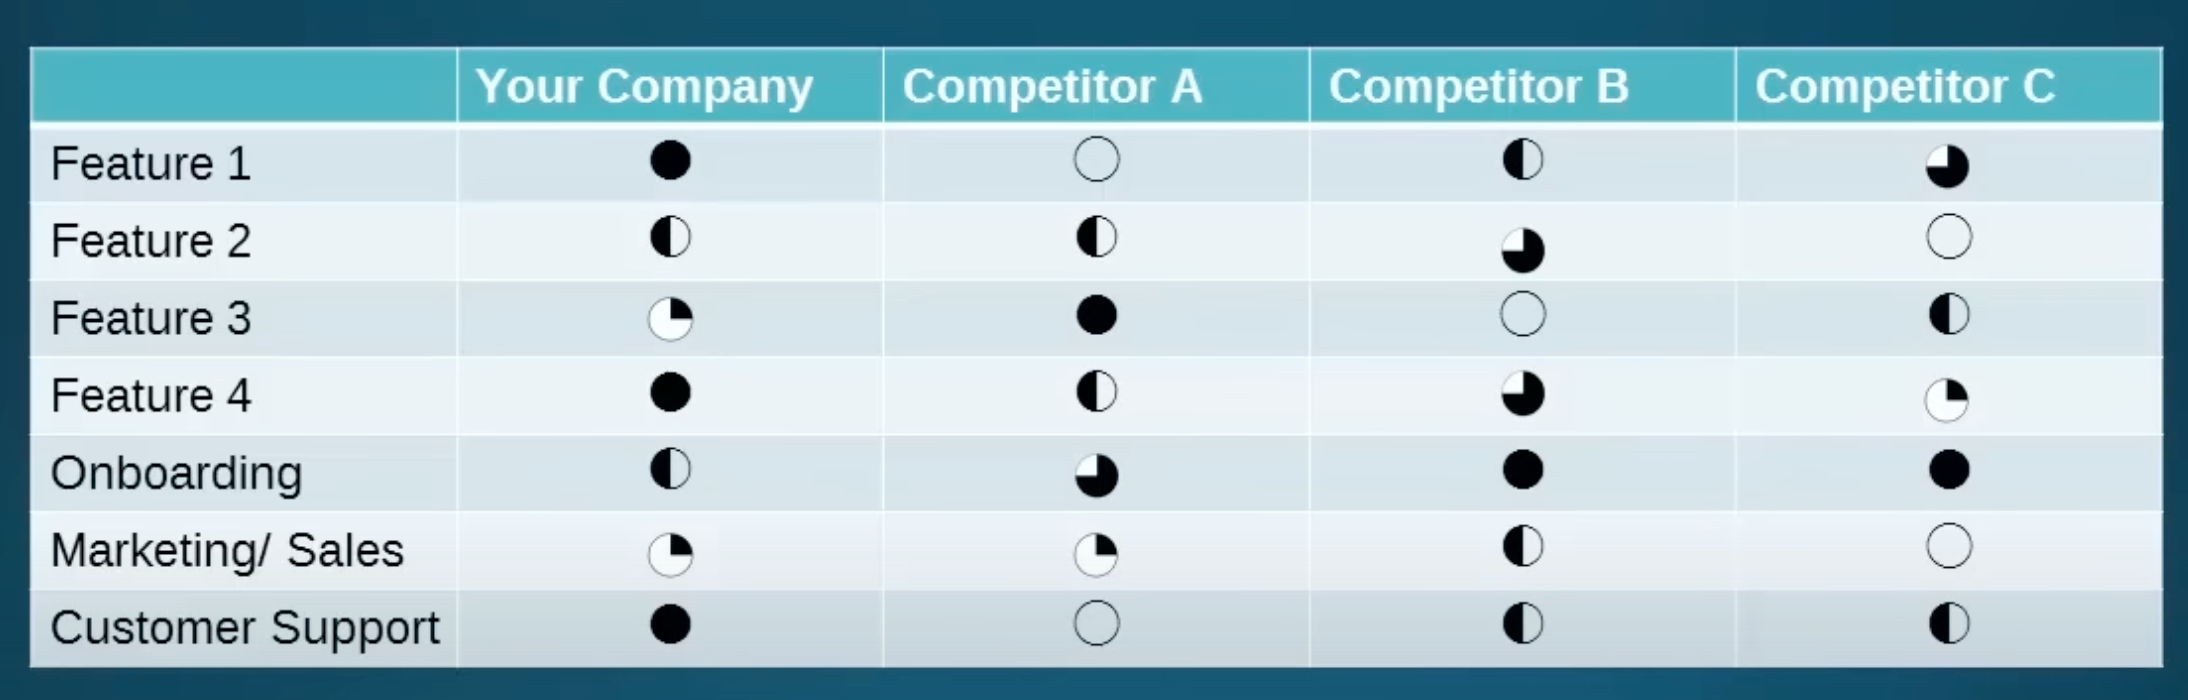 Your Company Competitor A Competitor B Competitor C
Feature 1
Feature 2
Feature 3
Feature 4
Onboarding
Marketing/ Sales
Customer Support